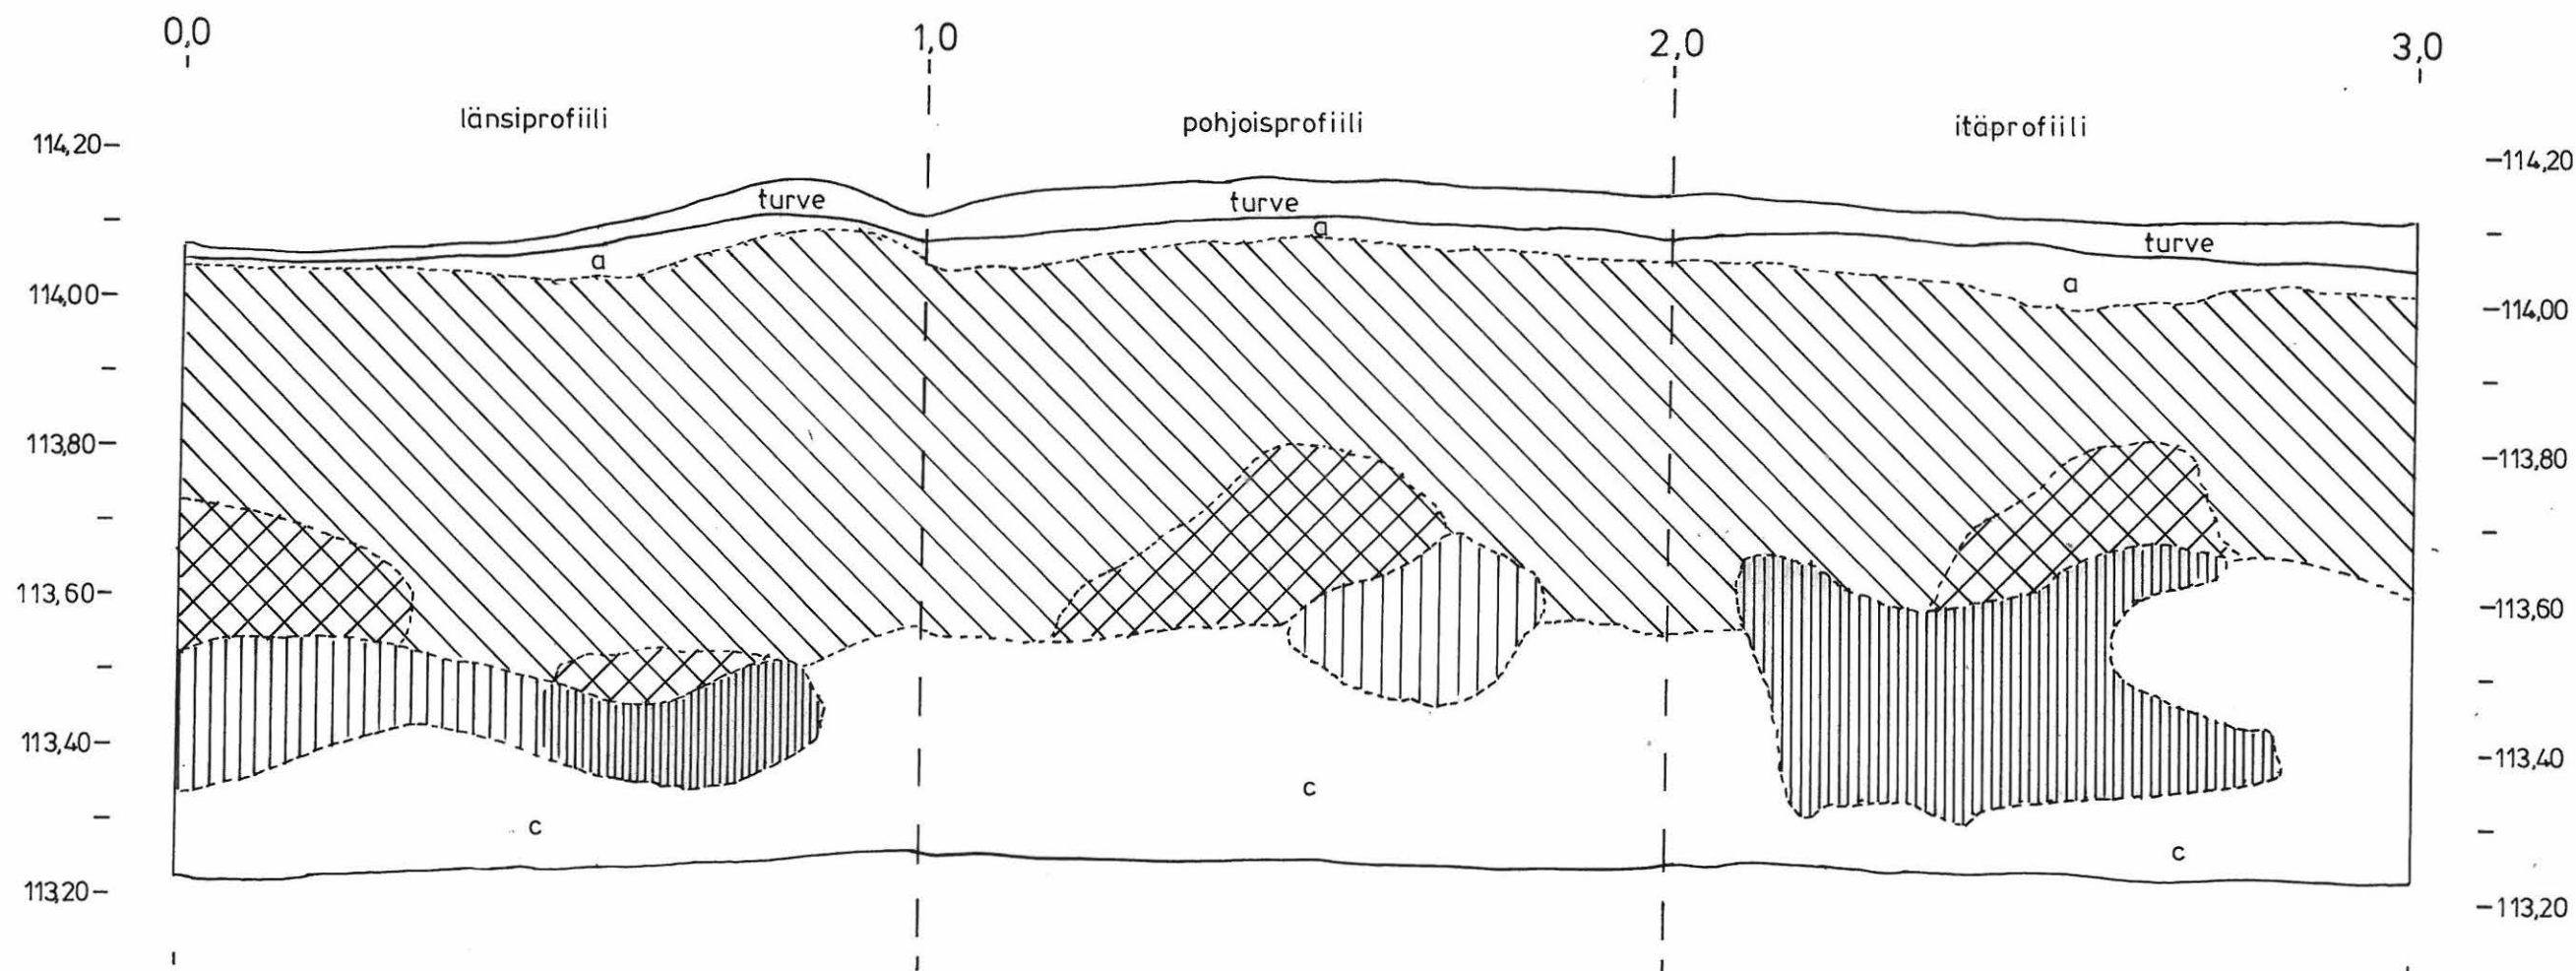 0,0 1,0 2,0 3,0
länsiprofiili pohjoisprofiili itäprofiili
114,20– –114,20
turve turve
a turve
a a
114,00– –114,00
113,80– –113,80
113,60– –113,60
113,40– –113,40
c
c
c
113,20– –113,20